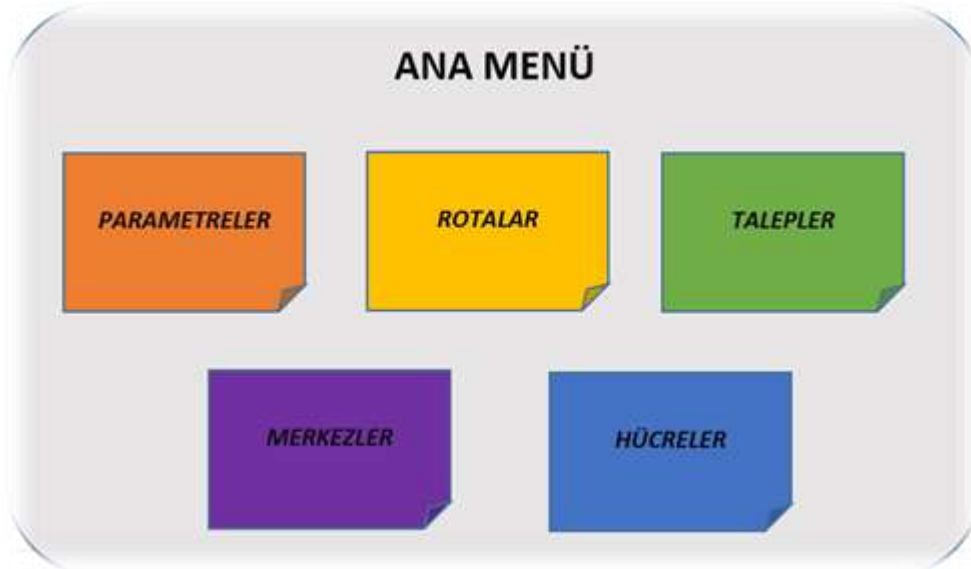 ANA MENÜ
PARAMETRELER
ROTALAR
TALEPLER
MERKEZLER
HÜCRELER